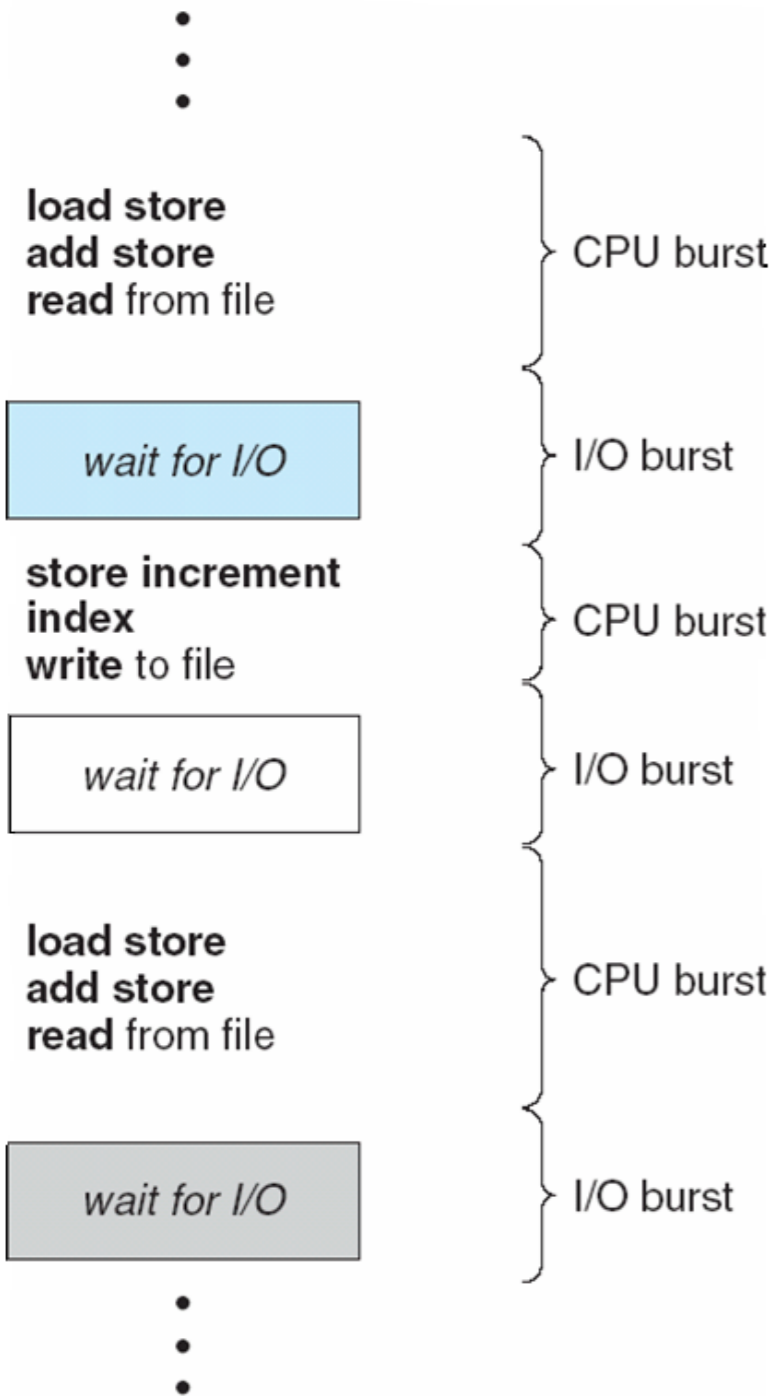 load store
add store
read from file
CPU burst
wait for I/O
I/O burst
store increment
index
write to file
CPU burst
wait for I/O
I/O burst
load store
add store
read from file
CPU burst
wait for I/O
I/O burst